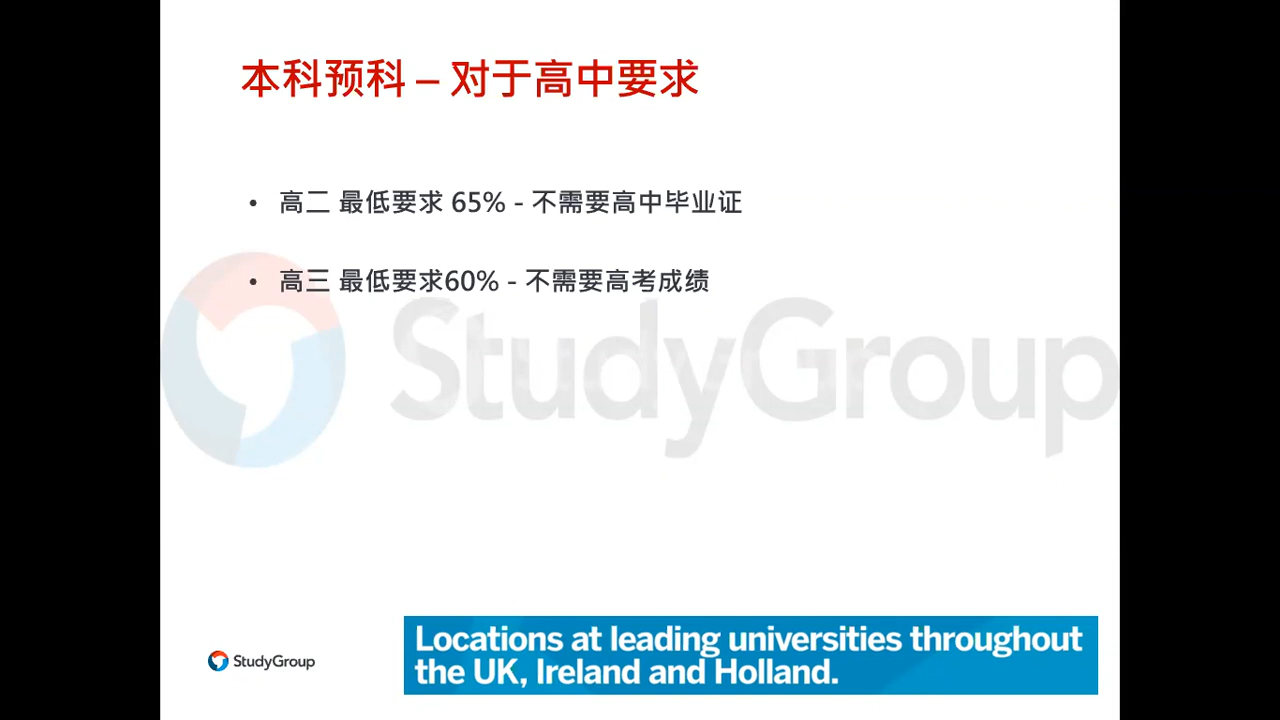 本科预科 – 对于高中要求
• 高二 最低要求 65% - 不需要高中毕业证
• 高三 最低要求60% - 不需要高考成绩
StudyGroup
StudyGroup
Locations at leading universities throughout
the UK, Ireland and Holland.